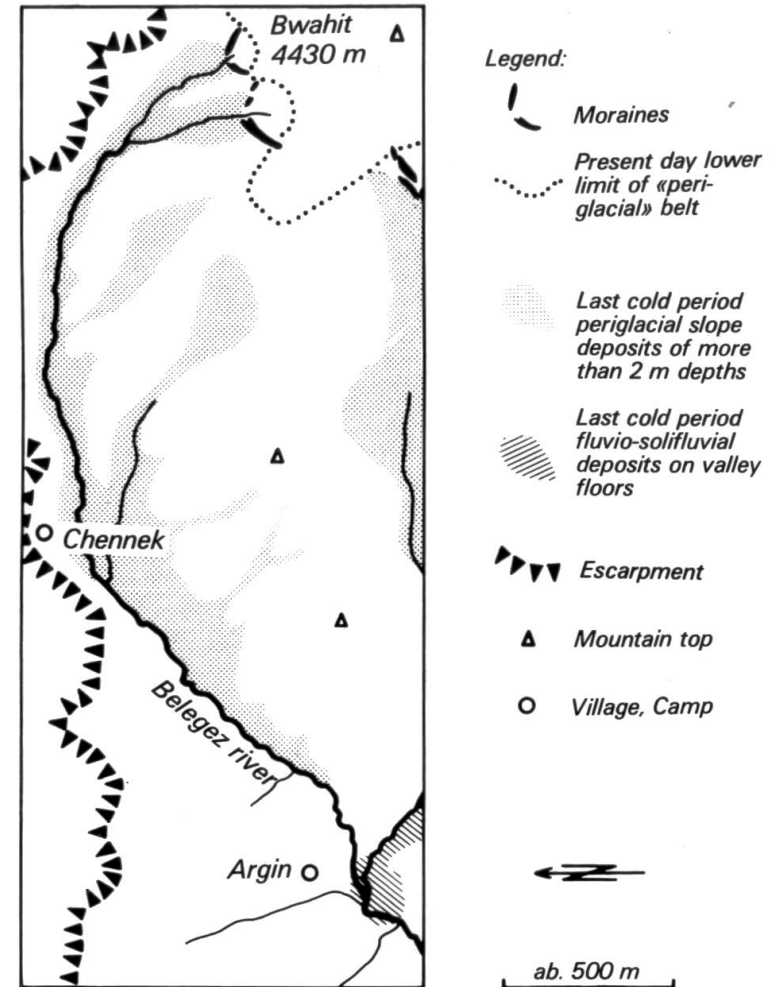 Bwahit
4430 m
Chennek
Belegez river
Argin
Legend:
Moraines
Present day lower
limit of «peri-
glacial» belt
Last cold period
periglacial slope
deposits of more
than 2 m depths
Last cold period
fluvio-solifluvial
deposits on valley
floors
Escarpment
Mountain top
Village, Camp
ab. 500 m